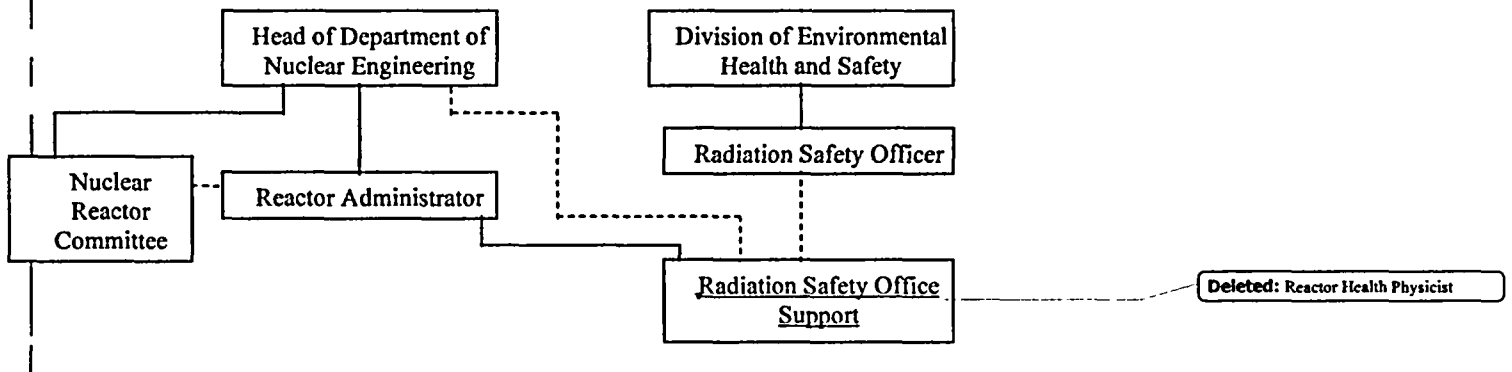 Head of Department of
Nuclear Engineering
Division of Environmental
Health and Safety
Radiation Safety Officer
Nuclear
Reactor
Committee
Reactor Administrator
Radiation Safety Office
Support
Deleted: Reactor Health Physicist